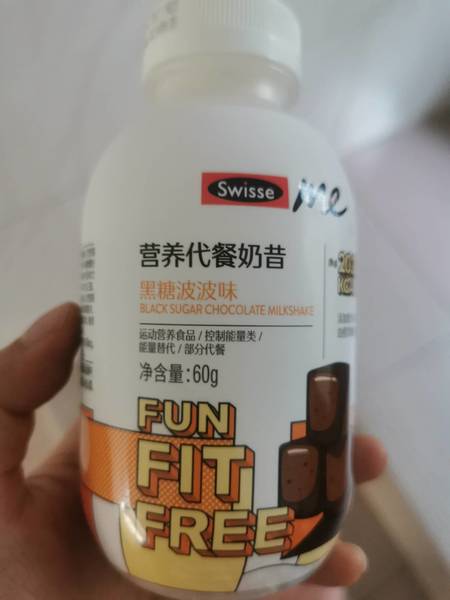 Swisse me
营养代餐奶昔
黑糖波波味
BLACK SUGAR CHOCOLATE MILKSHAKE
运动营养食品/控制能量类/
能量替代/部分代餐
净含量:60g
FUN
FIT
FREE